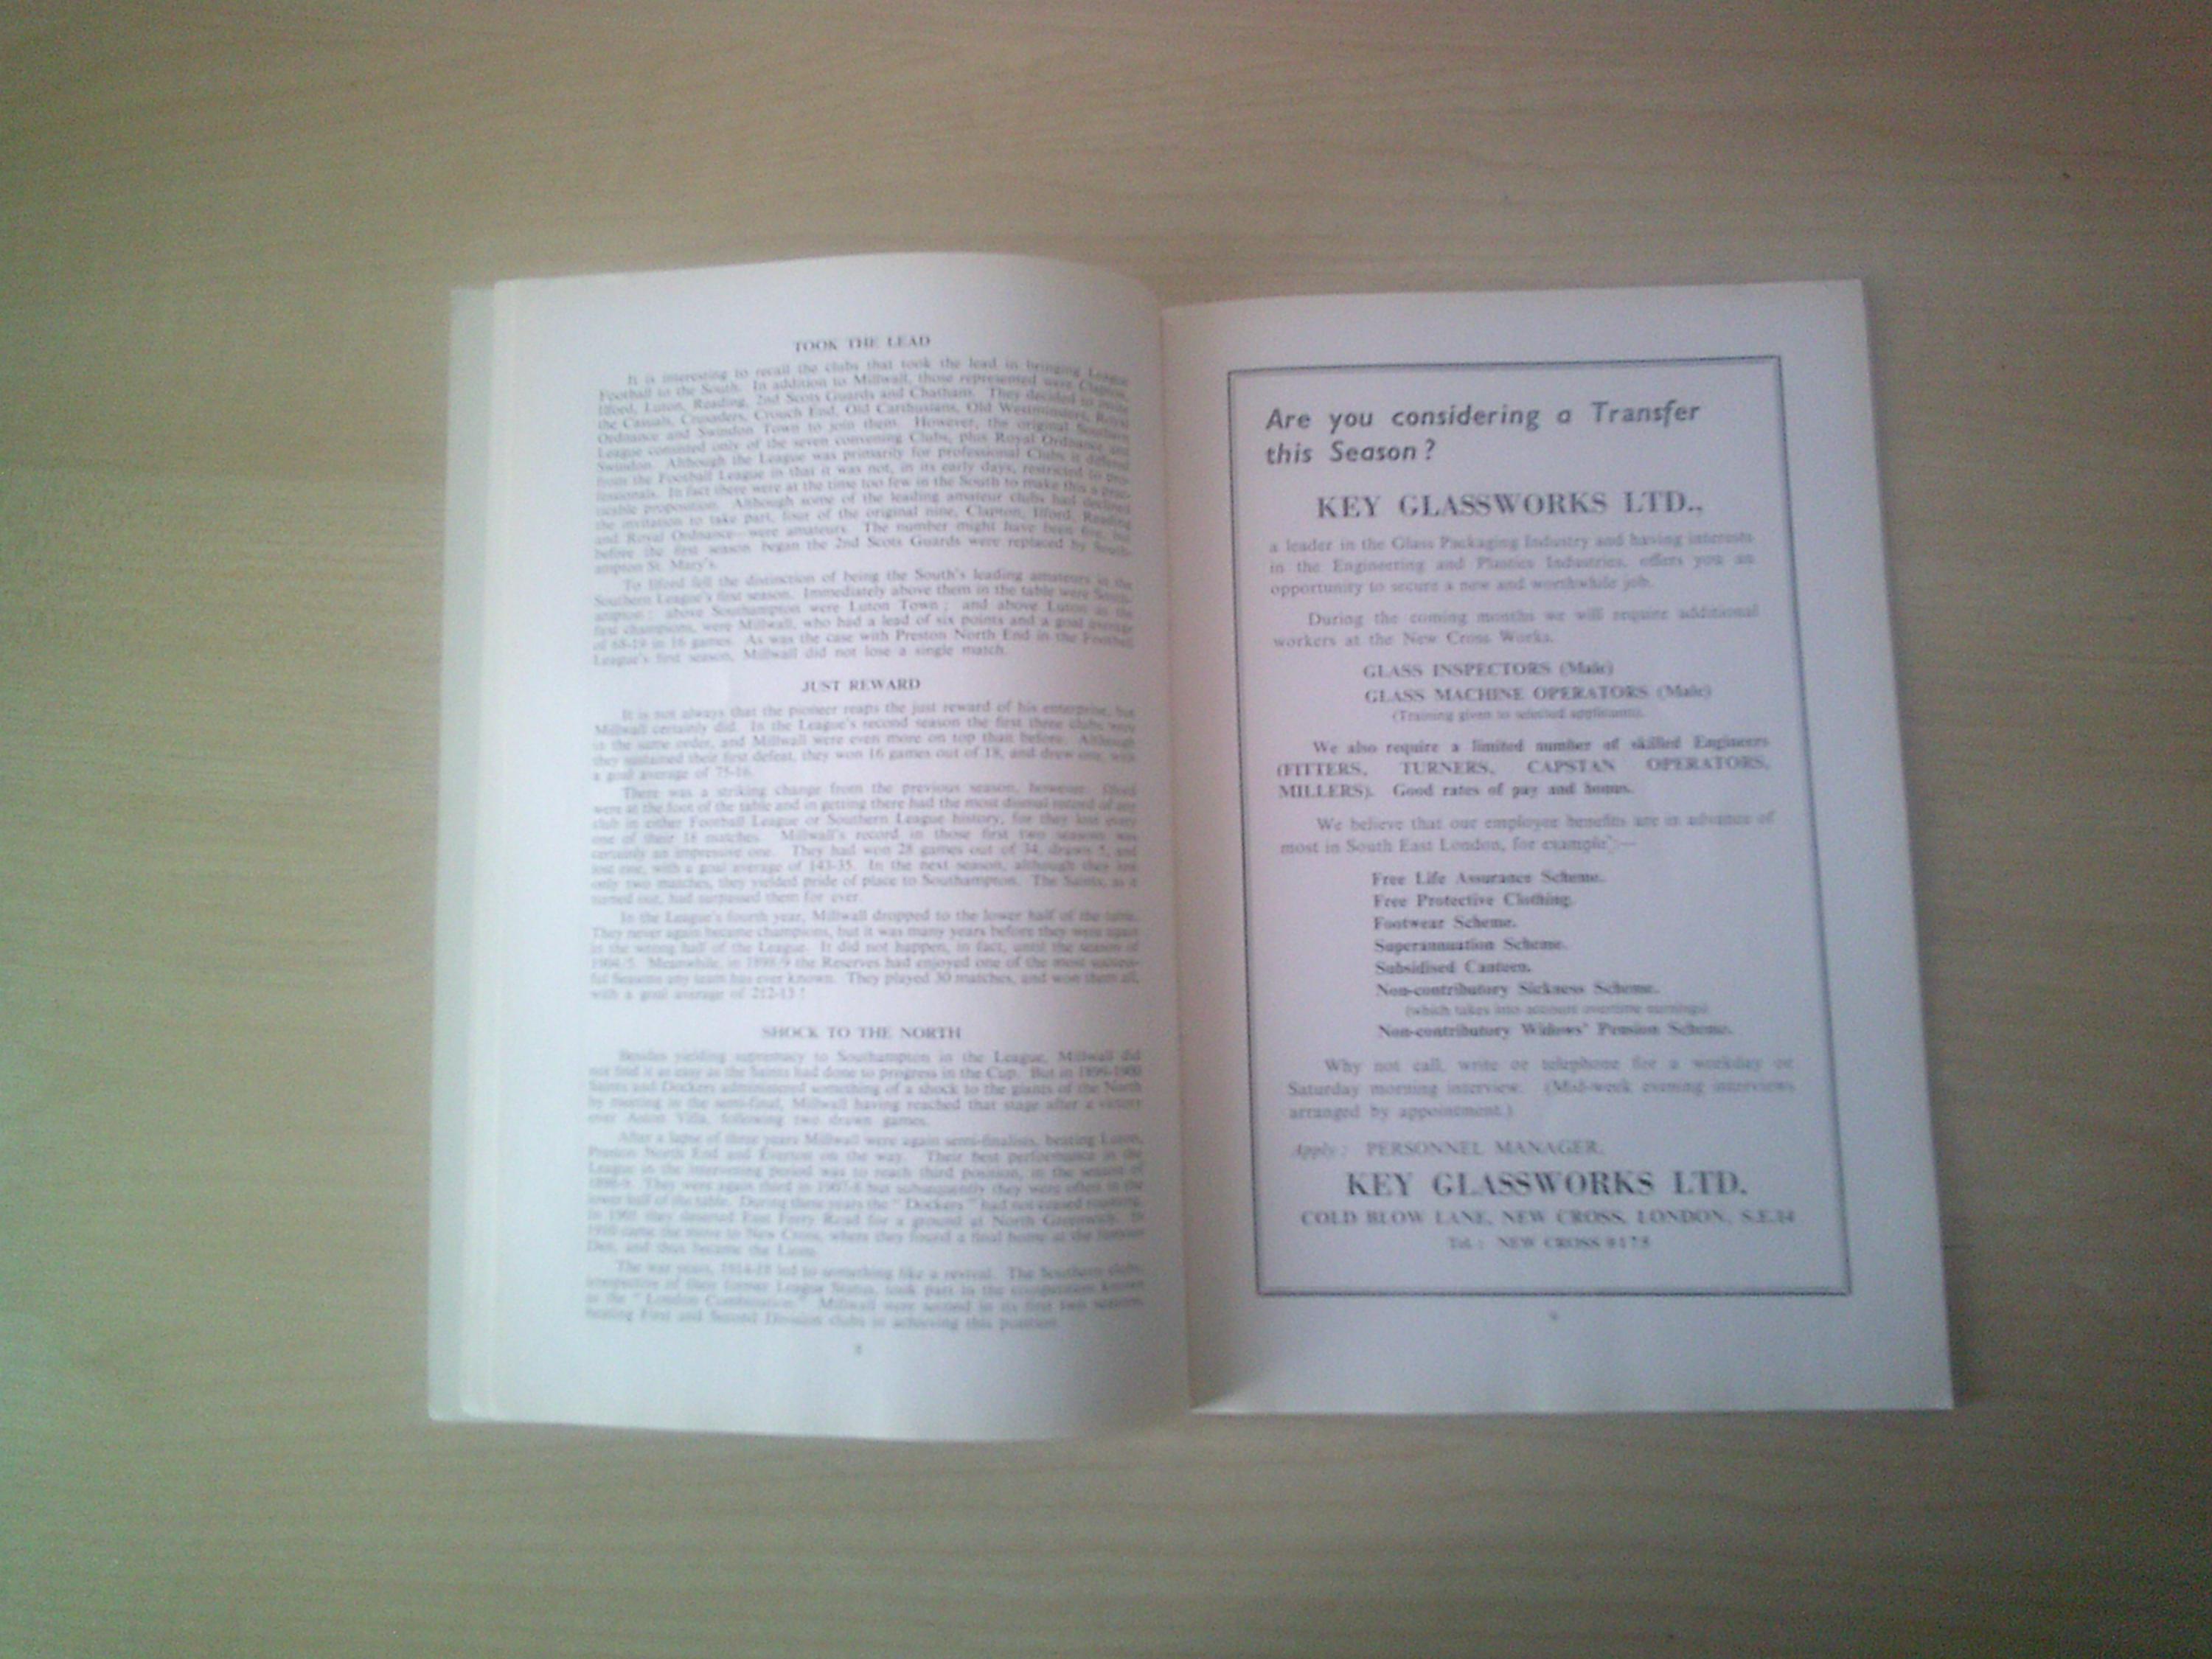 TOOK THE LEAD
It is interesting to recall the clubs that took the lead in bringing League
Football to the South. In addition to Millwall, those represented were Clapton,
Ilford, Luton, Reading, 2nd Scots Guards and Chatham. They decided to invite
the Casuals, Crusaders, Crouch End, Old Carthusians, Old Westminsters, Royal
Ordnance and Swindon Town to join them. However, the original Southern
League consisted only of the seven convening Clubs, plus Royal Ordnance and
Swindon. Although the League was primarily for professional Clubs it differed
from the Football League in that it was not, in its early days, restricted to pro-
fessionals. In fact there were at the time too few in the South to make this a prac-
ticable proposition. Although some of the leading amateur clubs had declined
the invitation to take part, four of the original nine, Clapton, Ilford, Reading
and Royal Ordnance—were amateurs. The number might have been five, but
before the first season began the 2nd Scots Guards were replaced by South-
ampton St. Mary's.
To Ilford fell the distinction of being the South's leading amateurs in the
Southern League's first season. Immediately above them in the table were South-
ampton; above Southampton were Luton Town; and above Luton as the
first champions, were Millwall, who had a lead of six points and a goal average
of 68-19 in 16 games. As was the case with Preston North End in the Football
League's first season, Millwall did not lose a single match.
JUST REWARD
It is not always that the pioneer reaps the just reward of his enterprise, but
Millwall certainly did. In the League's second season the first three clubs were
in the same order, and Millwall were even more on top than before. Although
they sustained their first defeat, they won 16 games out of 18, and drew one, with
a goal average of 75-16.
There was a striking change from the previous season, however. Ilford
were at the foot of the table and in getting there had the most dismal record of any
club in either Football League or Southern League history, for they lost every
one of their 18 matches. Millwall's record in those first two seasons was
certainly an impressive one. They had won 28 games out of 34, drawn 5, and
lost one, with a goal average of 143-35. In the next season, although they lost
only two matches, they yielded pride of place to Southampton. The Saints, as it
turned out, had surpassed them for ever.
In the League's fourth year, Millwall dropped to the lower half of the table.
They never again became champions, but it was many years before they were again
in the wrong half of the League. It did not happen, in fact, until the season of
1904/5. Meanwhile, in 1898/9 the Reserves had enjoyed one of the most success-
ful Seasons any team has ever known. They played 30 matches, and won them all,
with a goal average of 212-13!
SHOCK TO THE NORTH
Besides yielding supremacy to Southampton in the League, Millwall did
not find it as easy as the Saints had done to progress in the Cup. But in 1899-1900
Saints and Dockers administered something of a shock to the giants of the North
by meeting in the semi-final, Millwall having reached that stage after a victory
over Aston Villa, following two drawn games.
After a lapse of three years Millwall were again semi-finalists, beating Luton,
Preston North End and Everton on the way. Their best performance in the
League in the intervening period was to reach third position, in the season of
They were again third in 1907-8 but subsequently they were often in the
lower half of the table. During these years the "Dockers" had not ceased roaming.
In they deserted East Ferry Road for a ground at North Greenwich. In
1910 came the move to New Cross, where they found a final home at the famous
Den, and thus became the Lions.
The war years, 1914-18 led to something like a revival. The Southern clubs,
irrespective of their former League Status, took part in the competition known
as the "London Combination." Millwall were second in its first two seasons,
beating First and Second Division clubs in achieving this position.
8
Are you considering a Transfer
this Season?
KEY GLASSWORKS LTD.,
a leader in the Glass Packaging Industry and having interests
in the Engineering and Plastics Industries, offers you an
opportunity to secure a new and worthwhile job.
During the coming months we will require additional
workers at the New Cross Works.
GLASS INSPECTORS (Male)
GLASS MACHINE OPERATORS (Male)
(Training given to selected applicants).
We also require a limited number of skilled Engineers
(FITTERS, TURNERS, CAPSTAN OPERATORS,
MILLERS). Good rates of pay and bonus.
We believe that our employee benefits are in advance of
most in South East London, for example:—
Free Life Assurance Scheme.
Free Protective Clothing.
Footwear Scheme.
Superannuation Scheme.
Subsidised Canteen.
Non-contributory Sickness Scheme.
(which takes into account overtime earnings)
Non-contributory Widows' Pension Scheme.
Why not call, write or telephone for a weekday or
Saturday morning interview. (Mid-week evening interviews
arranged by appointment.)
Apply: PERSONNEL MANAGER,
KEY GLASSWORKS LTD.
COLD BLOW LANE, NEW CROSS, LONDON, S.E.14
Tel.: NEW CROSS